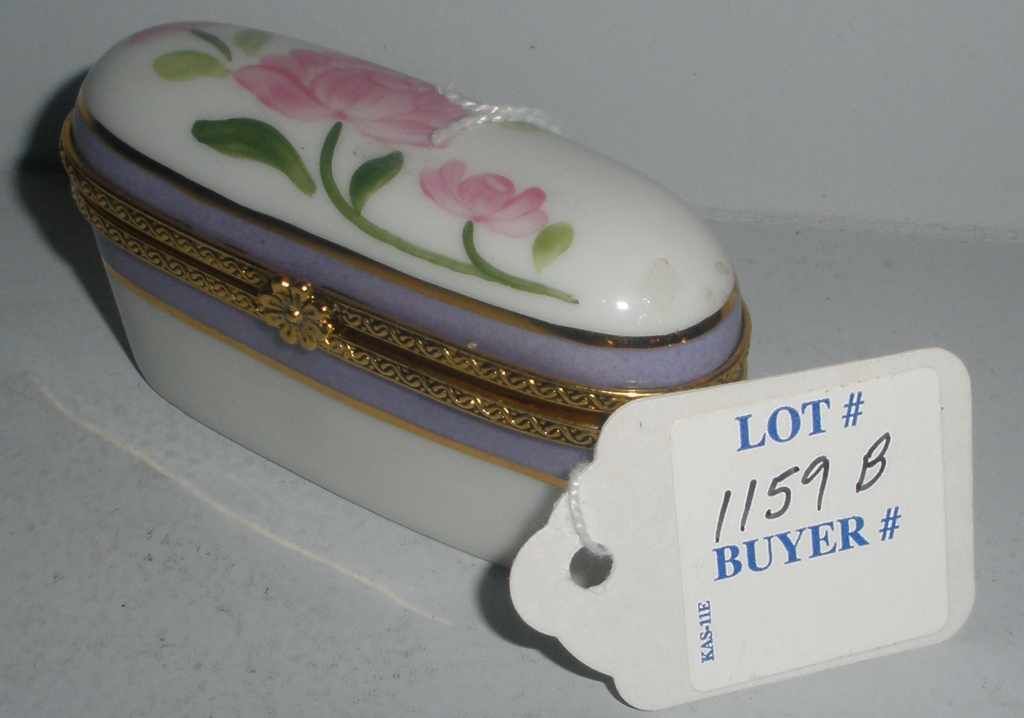 LOT #
1159 B
BUYER #
KAS-11E